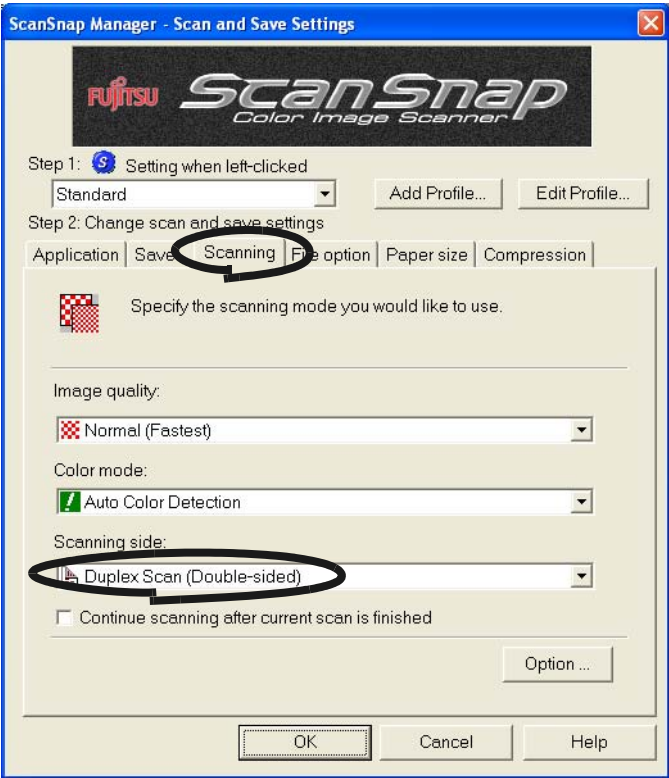 ScanSnap Manager - Scan and Save Settings
FUJITSU ScanSnap
Color Image Scanner
Step 1: S Setting when left-clicked
Standard Add Profile... Edit Profile...
Step 2: Change scan and save settings
Application Save Scanning File option Paper size Compression
Specify the scanning mode you would like to use.
Image quality:
Normal (Fastest)
Color mode:
Auto Color Detection
Scanning side:
Duplex Scan (Double-sided)
Continue scanning after current scan is finished
Option ...
OK Cancel Help